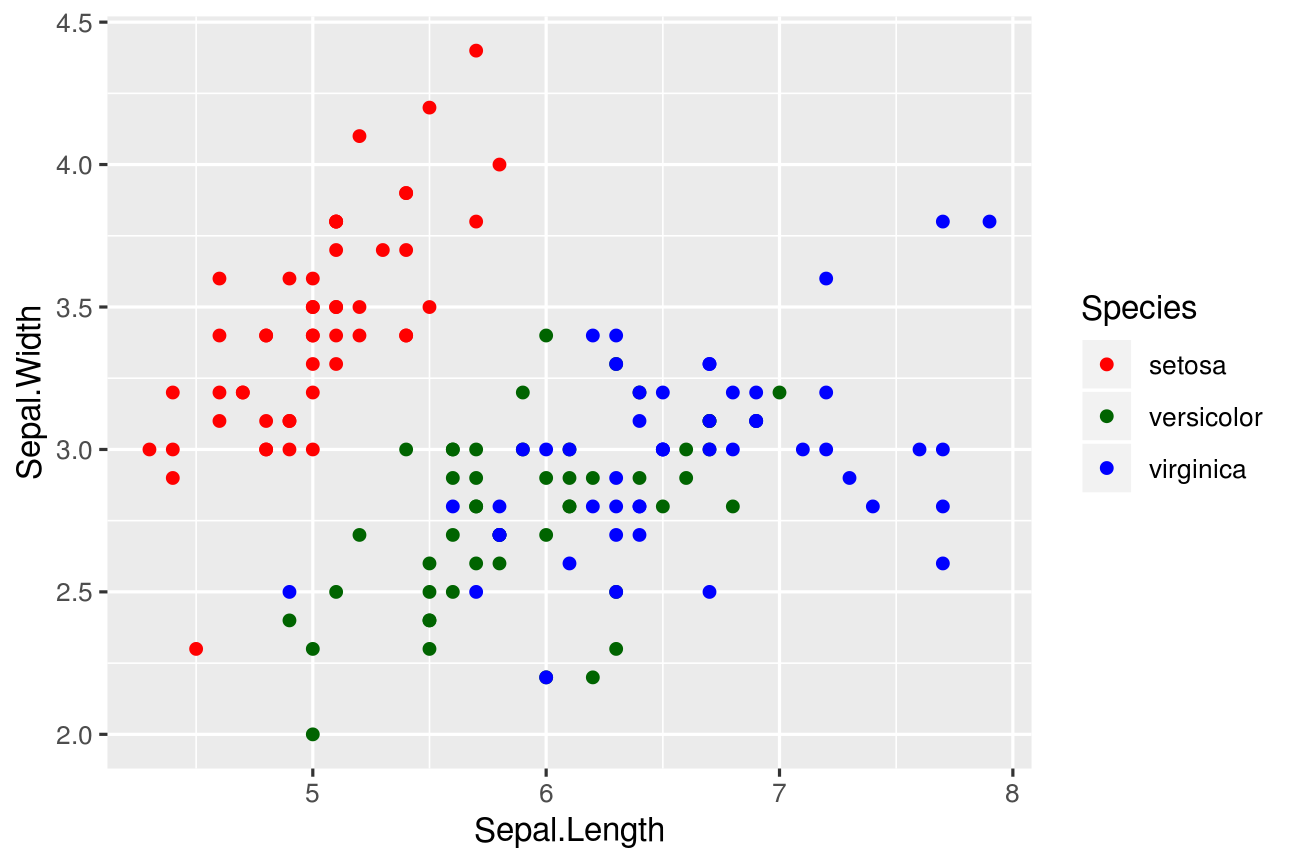 4.5
4.0
3.5
3.0
2.5
2.0
Sepal.Width
5 6 7 8
Sepal.Length
Species
setosa
versicolor
virginica